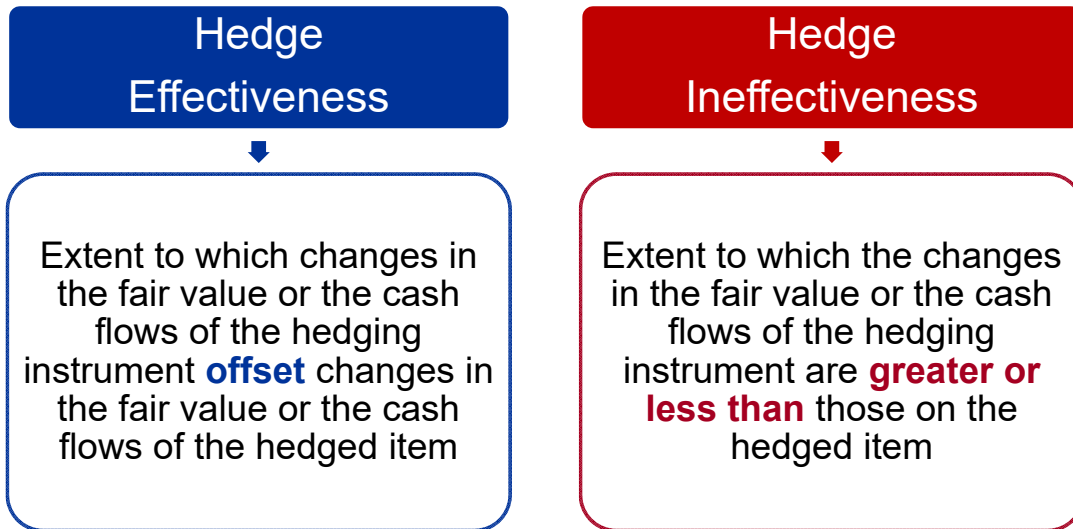 Hedge
Effectiveness
Extent to which changes in
the fair value or the cash
flows of the hedging
instrument offset changes in
the fair value or the cash
flows of the hedged item
Hedge
Ineffectiveness
Extent to which the changes
in the fair value or the cash
flows of the hedging
instrument are greater or
less than those on the
hedged item